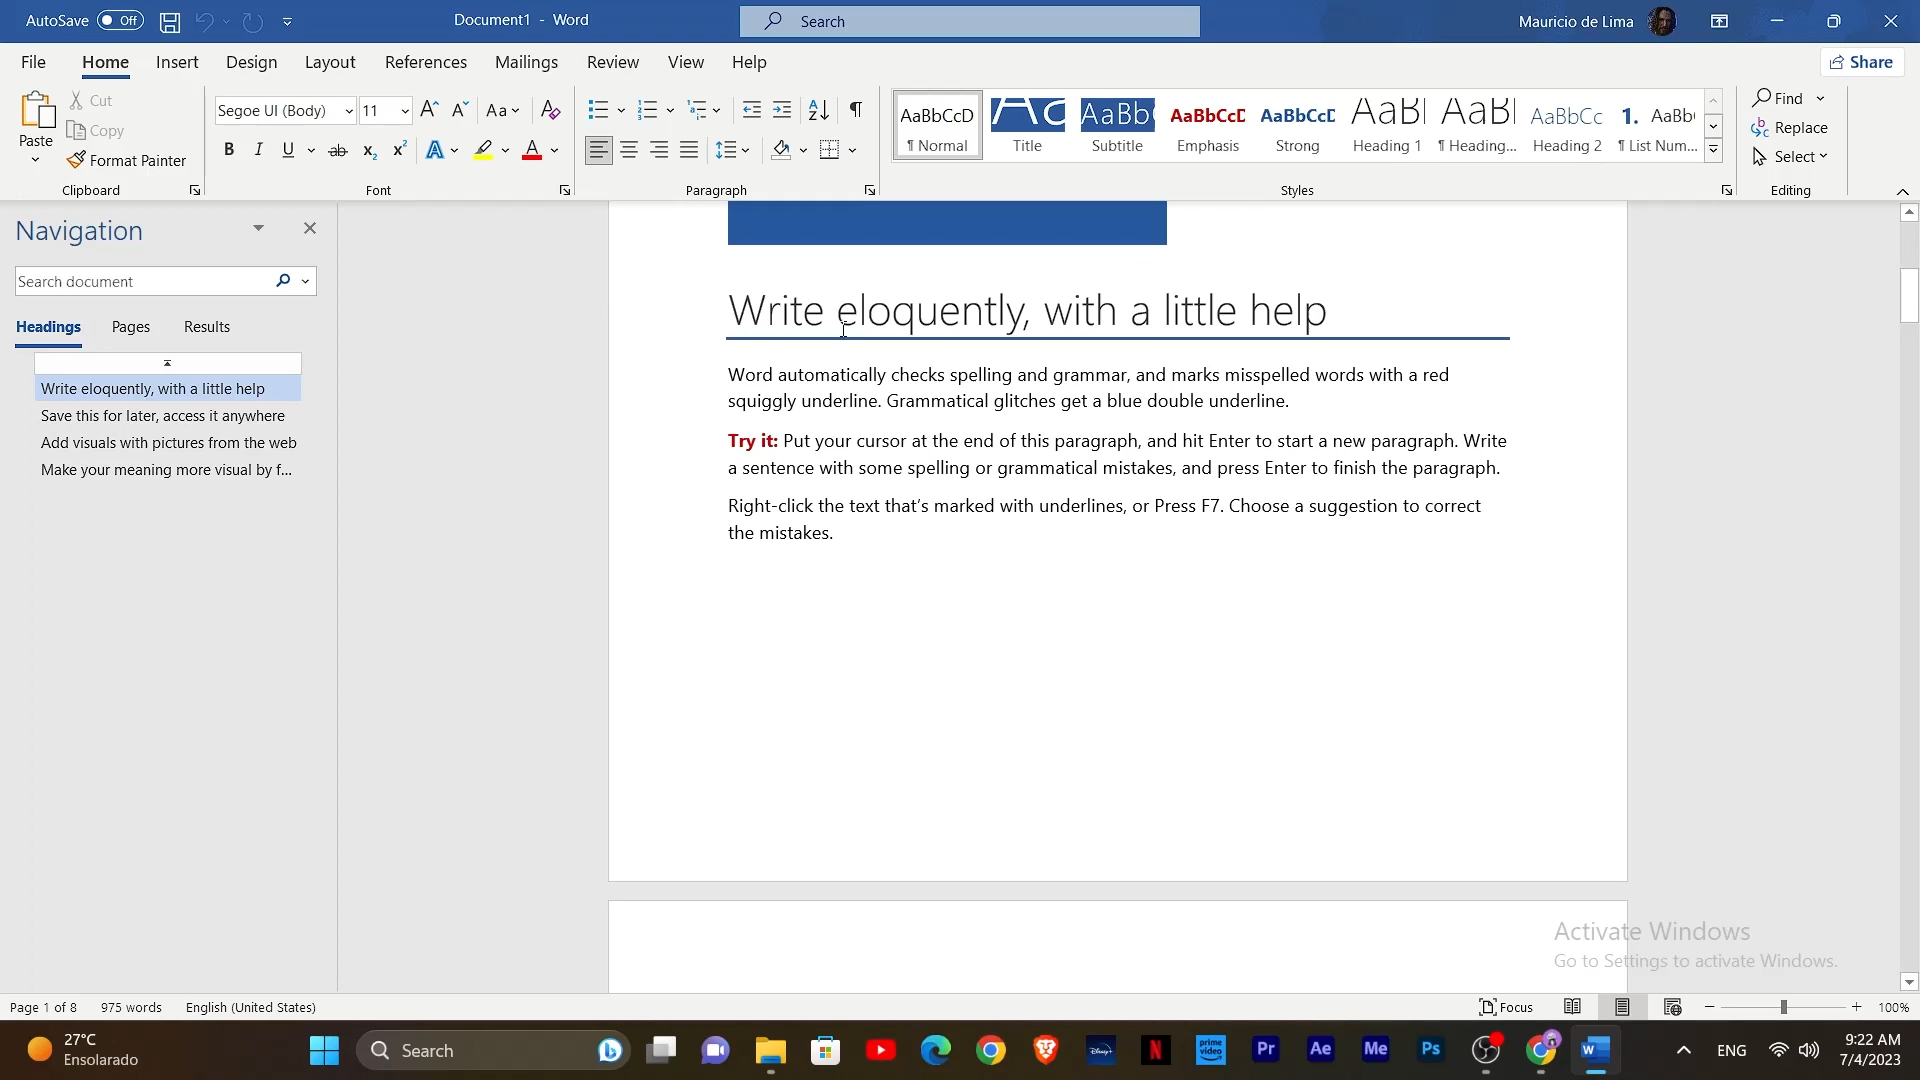 AutoSave Off Document1 - Word Search Mauricio de Lima
File Home Insert Design Layout References Mailings Review View Help Share
Paste Cut
Copy
Format Painter
Clipboard
Segoe UI (Body) 11
Font
Paragraph
AaBbCcD Aa AaBb AaBbCcD AaBbCcD AaBl AaBl AaBbCc 1. AaBb
¶ Normal Title Subtitle Emphasis Strong Heading 1 ¶ Heading... Heading 2 ¶ List Num...
Styles
Find
Replace
Select
Editing
Navigation
Search document
Headings Pages Results
Write eloquently, with a little help
Save this for later, access it anywhere
Add visuals with pictures from the web
Make your meaning more visual by f...
Write eloquently, with a little help
Word automatically checks spelling and grammar, and marks misspelled words with a red
squiggly underline. Grammatical glitches get a blue double underline.
Try it: Put your cursor at the end of this paragraph, and hit Enter to start a new paragraph. Write
a sentence with some spelling or grammatical mistakes, and press Enter to finish the paragraph.
Right-click the text that's marked with underlines, or Press F7. Choose a suggestion to correct
the mistakes.
Activate Windows
Go to Settings to activate Windows.
Page 1 of 8 975 words English (United States) Focus 100%
27°C
Ensolarado
Search
Disney+ N prime video Pr Ae Me Ps
ENG
9:22 AM
7/4/2023